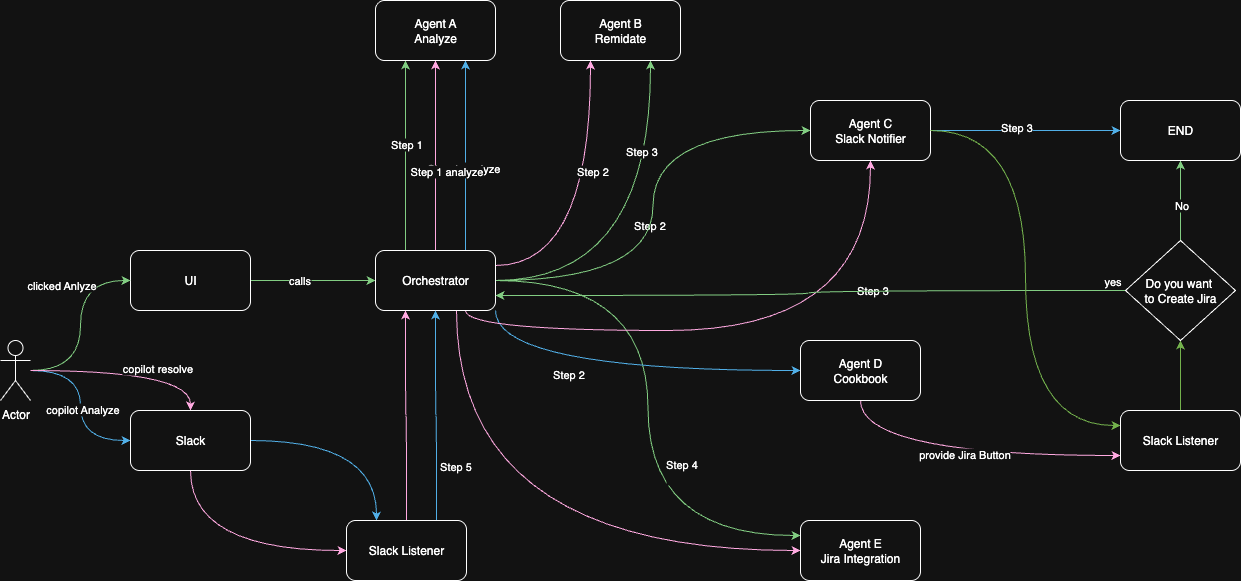 Agent A
Analyze
Agent B
Remidate
Agent C
Slack Notifier
Step 3
END
Step 1
Step 3
Step 1 analyze
yze
Step 2
No
Step 2
UI
calls
Orchestrator
clicked Anlyze
yes
Do you want
to Create Jira
Step 3
copilot resolve
Step 2
Agent D
Cookbook
Actor
copilot Analyze
Slack
Slack Listener
provide Jira Button
Step 5
Step 4
Slack Listener
Agent E
Jira Integration